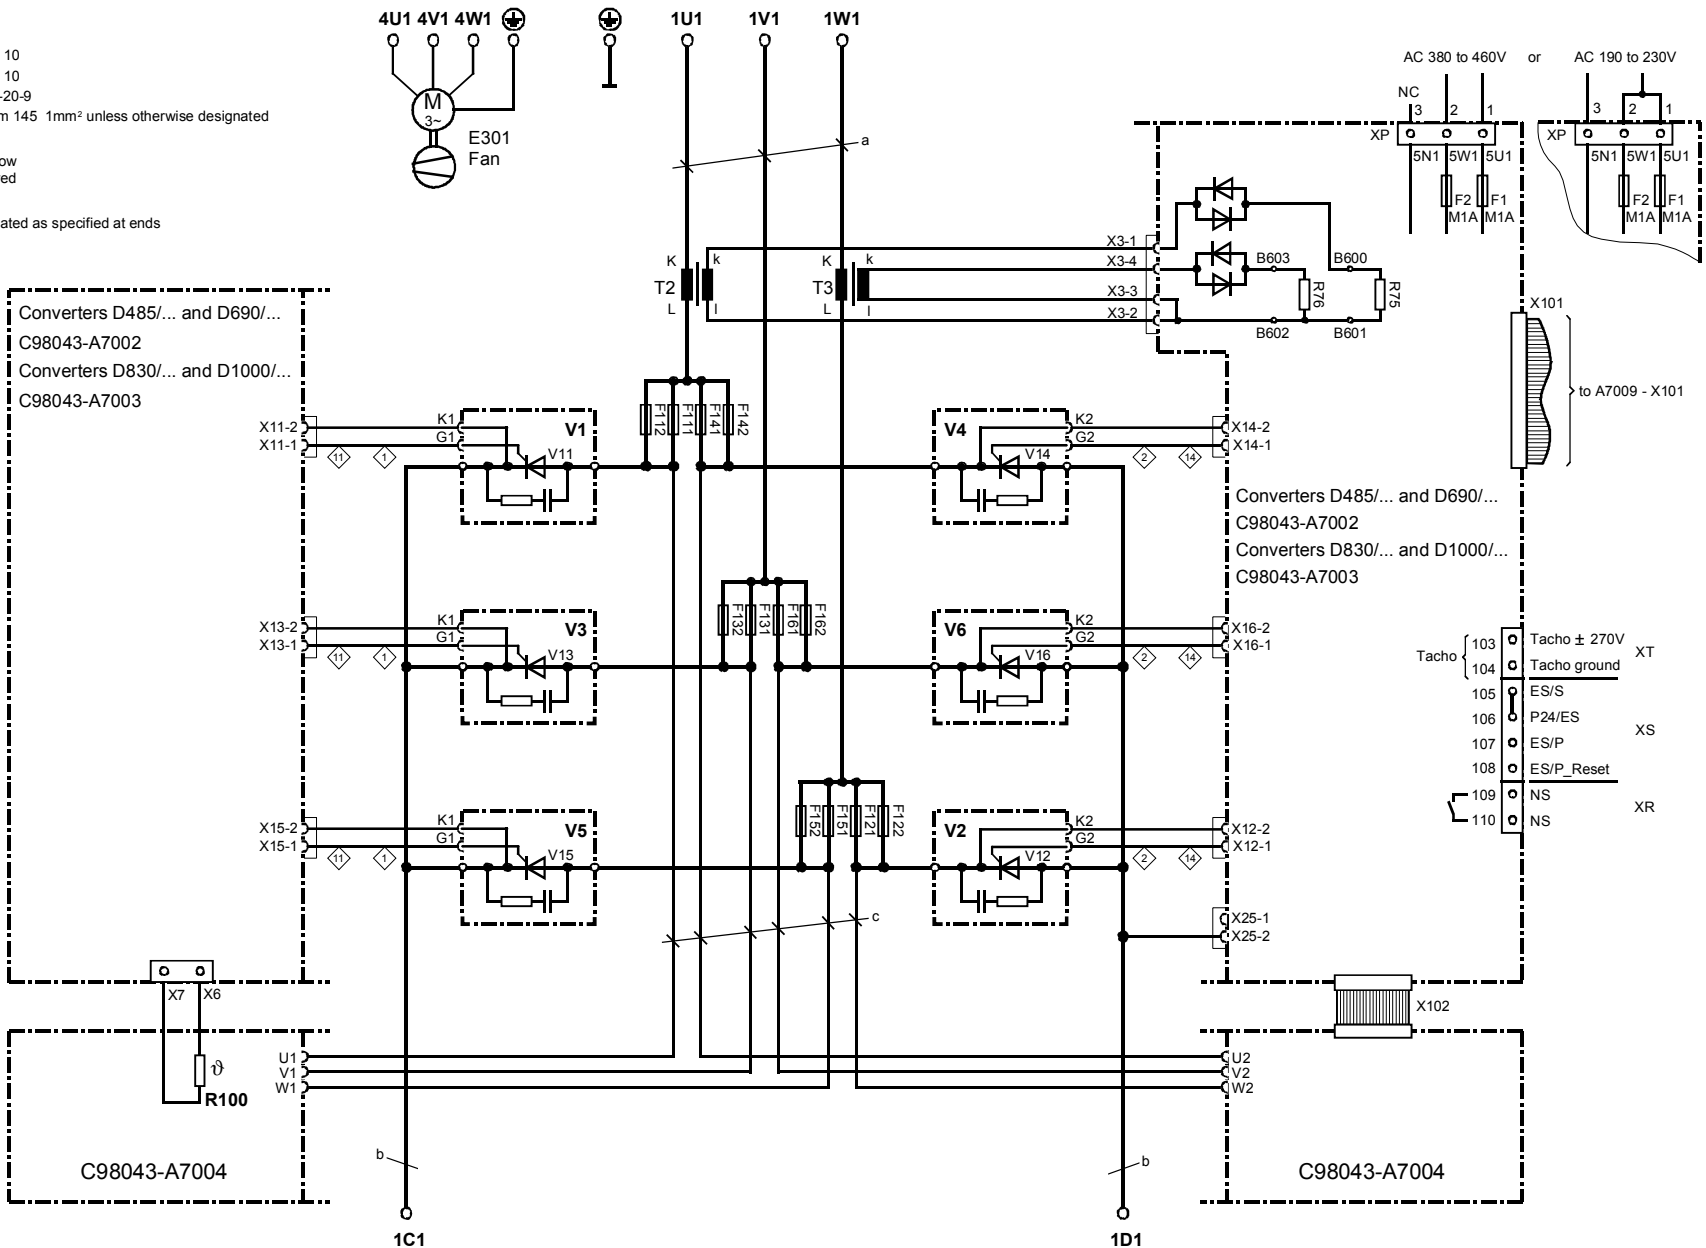 4U1 4V1 4W1
1U1 1V1 1W1
10
10
-20-9
145 1mm² unless otherwise designated
ated as specified at ends
M
3~
E301
Fan
a
AC 380 to 460V or AC 190 to 230V
NC
3 2 1
XP
5N1 5W1 5U1
F2 F1
M1A M1A
3 2 1
XP
5N1 5W1 5U1
F2 F1
M1A M1A
X3-1
X3-4
X3-3
X3-2
B603 B600
R76 R75
B602 B601
K k
T2
L l
K k
T3
L l
X101
to A7009 - X101
Converters D485/... and D690/...
C98043-A7002
Converters D830/... and D1000/...
C98043-A7003
F112 F111 F141 F142
X11-2
X11-1
11 1
K1
G1
V1
V11
V4
K2
G2
V14
2 14
X14-2
X14-1
Converters D485/... and D690/...
C98043-A7002
Converters D830/... and D1000/...
C98043-A7003
F132 F131 F161 F162
X13-2
X13-1
11 1
K1
G1
V3
V13
V6
K2
G2
V16
2 14
X16-2
X16-1
F152 F151 F121 F122
X15-2
X15-1
11 1
K1
G1
V5
V15
V2
K2
G2
V12
2 14
X12-2
X12-1
Tacho
103 Tacho ± 270V
104 Tacho ground
XT
105 ES/S
106 P24/ES
107 ES/P
108 ES/P_Reset
XS
109 NS
110 NS
XR
c
X25-1
X25-2
X7 X6
X102
ϑ
R100
U1
V1
W1
U2
V2
W2
C98043-A7004
C98043-A7004
b
b
1C1
1D1